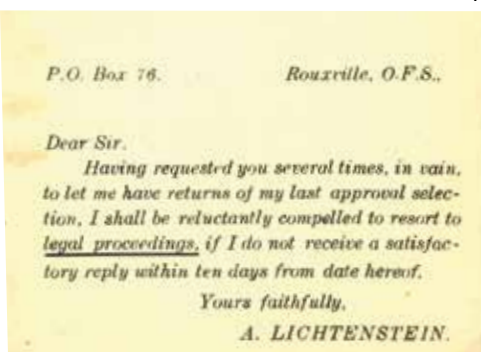 P.O. Box 76. Rouxville, O.F.S.,
Dear Sir.
Having requested you several times, in vain,
to let me have returns of my last approval selec-
tion, I shall be reluctantly compelled to resort to
legal proceedings, if I do not receive a satisfac-
tory reply within ten days from date hereof.
Yours faithfully,
A. LICHTENSTEIN.